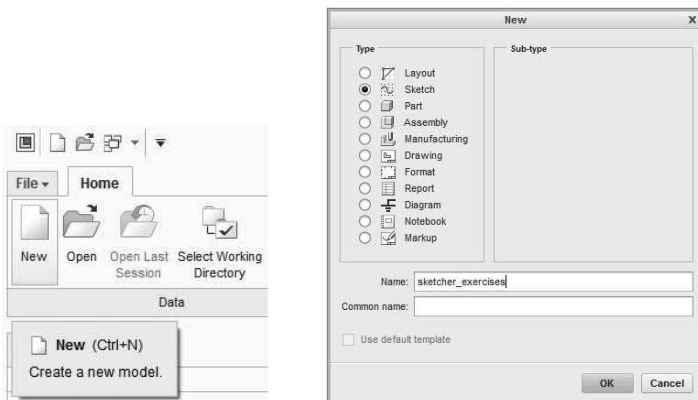 File Home
New Open Open Last Session Select Working Directory
Data
New (Ctrl+N)
Create a new model.
New x
Type Sub-type
Layout
Sketch
Part
Assembly
Manufacturing
Drawing
Format
Report
Diagram
Notebook
Markup
Name: sketcher_exercises
Common name:
Use default template
OK Cancel